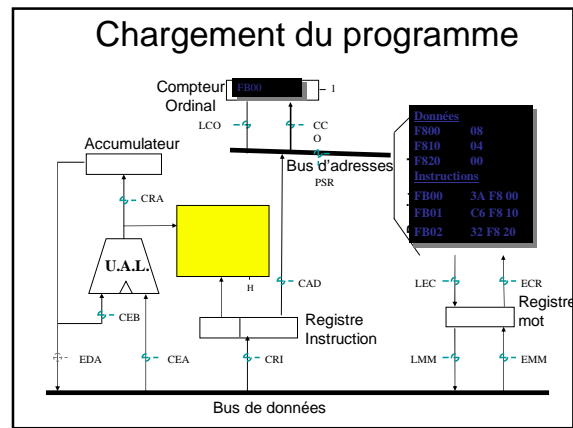 Chargement du programme
Compteur
Ordinal
FB00
1
LCO
CC
O
Bus d'adresses
PSR
Données
F800 08
F810 04
F820 00
Instructions
FB00 3A F8 00
FB01 C6 F8 10
FB02 32 F8 20
Accumulateur
CRA
U.A.L.
H
CAD
CEB
Registre
Instruction
LEC
ECR
Registre
mot
EDA
CEA
CRI
LMM
EMM
Bus de données